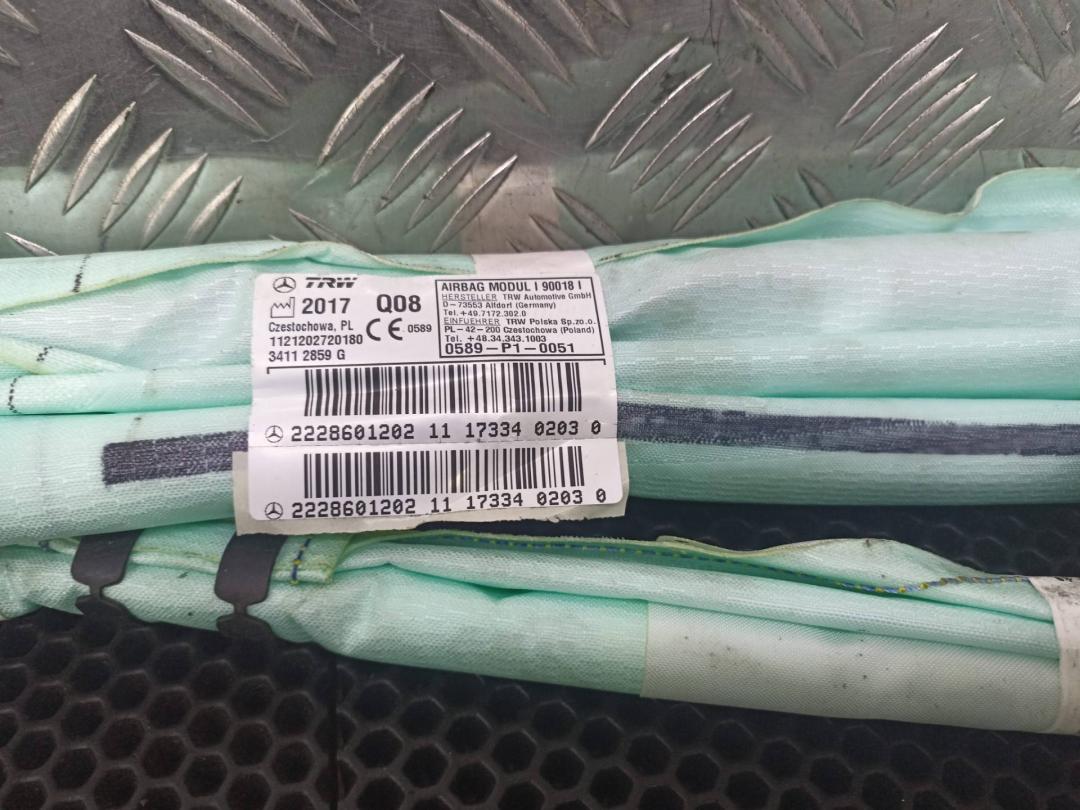 TRW
2017 Q08
Czestochowa, PL
1121202720180
34112859 G
CE 0589
AIRBAG MODUL I 90018 I
HERSTELLER TRW Automotive GmbH
D-73553 Alfdorf (Germany)
Tel.+49.7172.302.0
EINFUEHRER TRW Polska Sp.zo.o.
PL-42-200 Czestochowa (Poland)
Tel. +48.34.343.1003
0589-P1-0051
2228601202 11 17334 0203 0
2228601202 11 17334 0203 0